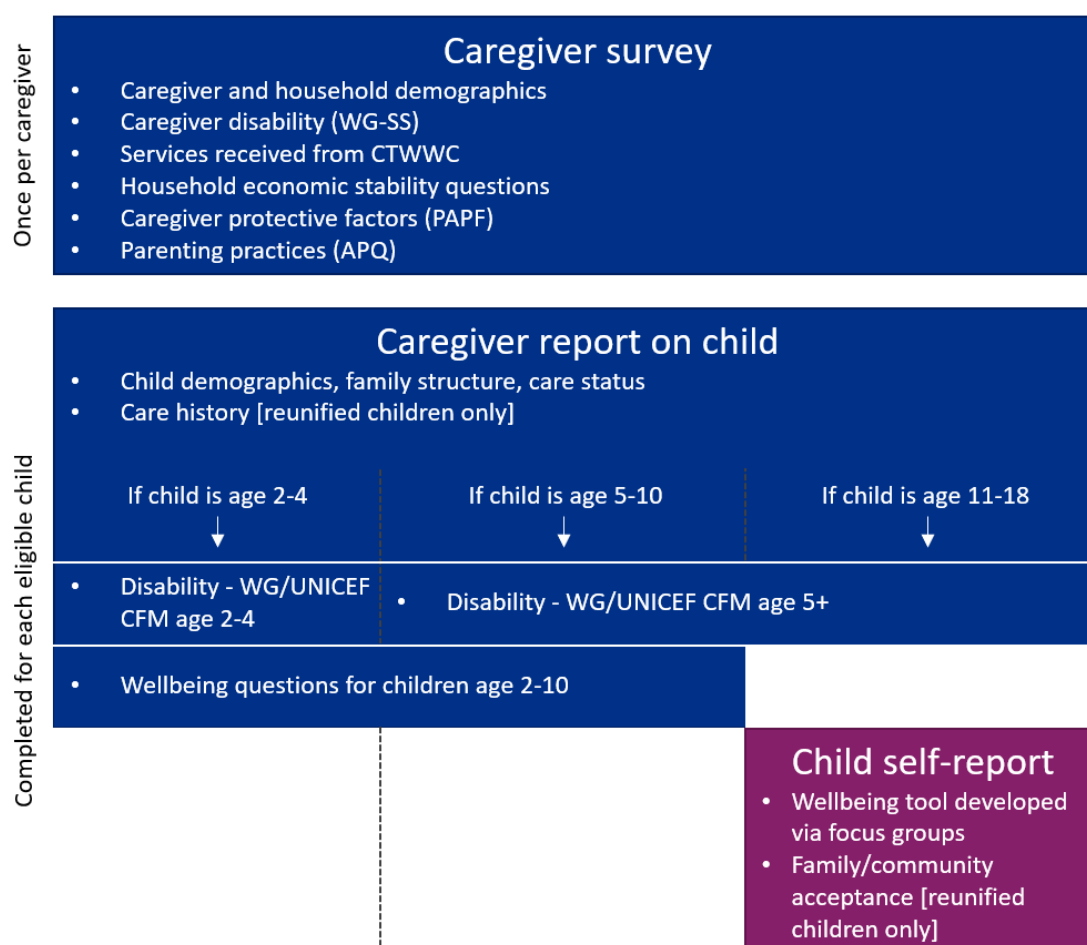 Once per caregiver
Caregiver survey
• Caregiver and household demographics
• Caregiver disability (WG-SS)
• Services received from CTWWC
• Household economic stability questions
• Caregiver protective factors (PAPF)
• Parenting practices (APQ)
Completed for each eligible child
Caregiver report on child
• Child demographics, family structure, care status
• Care history [reunified children only]
If child is age 2-4
If child is age 5-10
If child is age 11-18
• Disability - WG/UNICEF
CFM age 2-4
• Disability - WG/UNICEF CFM age 5+
• Wellbeing questions for children age 2-10
Child self-report
• Wellbeing tool developed
via focus groups
• Family/community
acceptance [reunified
children only]